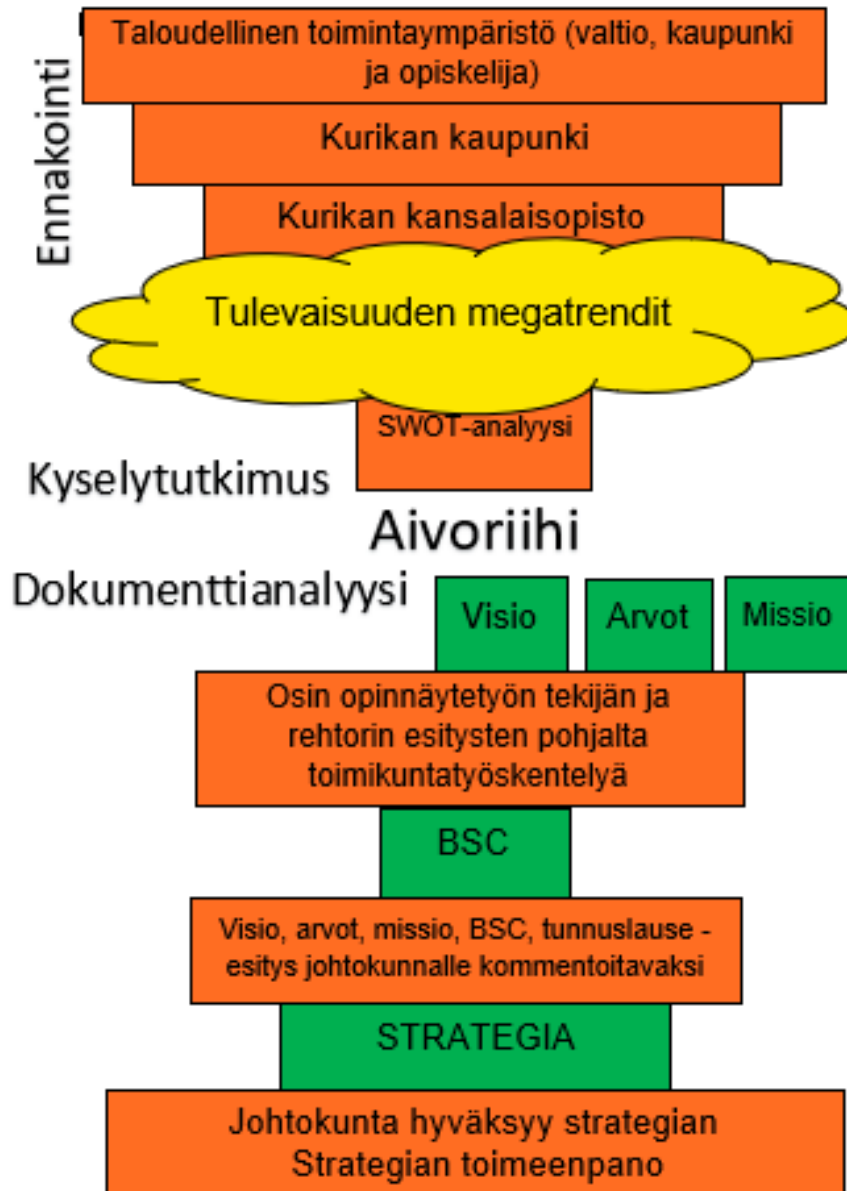 Ennakointi
Taloudellinen toimintaympäristö (valtio, kaupunki
ja opiskelija)
Kurikan kaupunki
Kurikan kansalaisopisto
Tulevaisuuden megatrendit
SWOT-analyysi
Kyselytutkimus
Aivoriihi
Dokumenttianalyysi
Visio
Arvot
Missio
Osin opinnäytetyön tekijän ja
rehtorin esitysten pohjalta
toimikuntatyöskentelyä
BSC
Visio, arvot, missio, BSC, tunnuslause -
esitys johtokunnalle kommentoitavaksi
STRATEGIA
Johtokunta hyväksyy strategian
Strategian toimeenpano